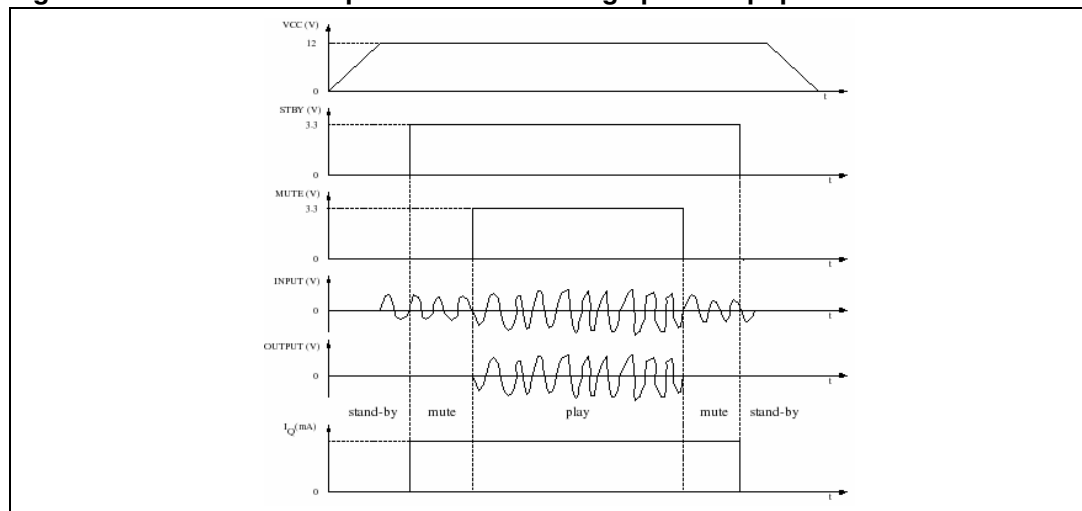 VCC (V)
12
0
t
STBY (V)
3.3
0
t
MUTE (V)
3.3
0
t
INPUT (V)
0
t
OUTPUT (V)
0
t
stand-by mute play mute stand-by
IQ(mA)
0
t